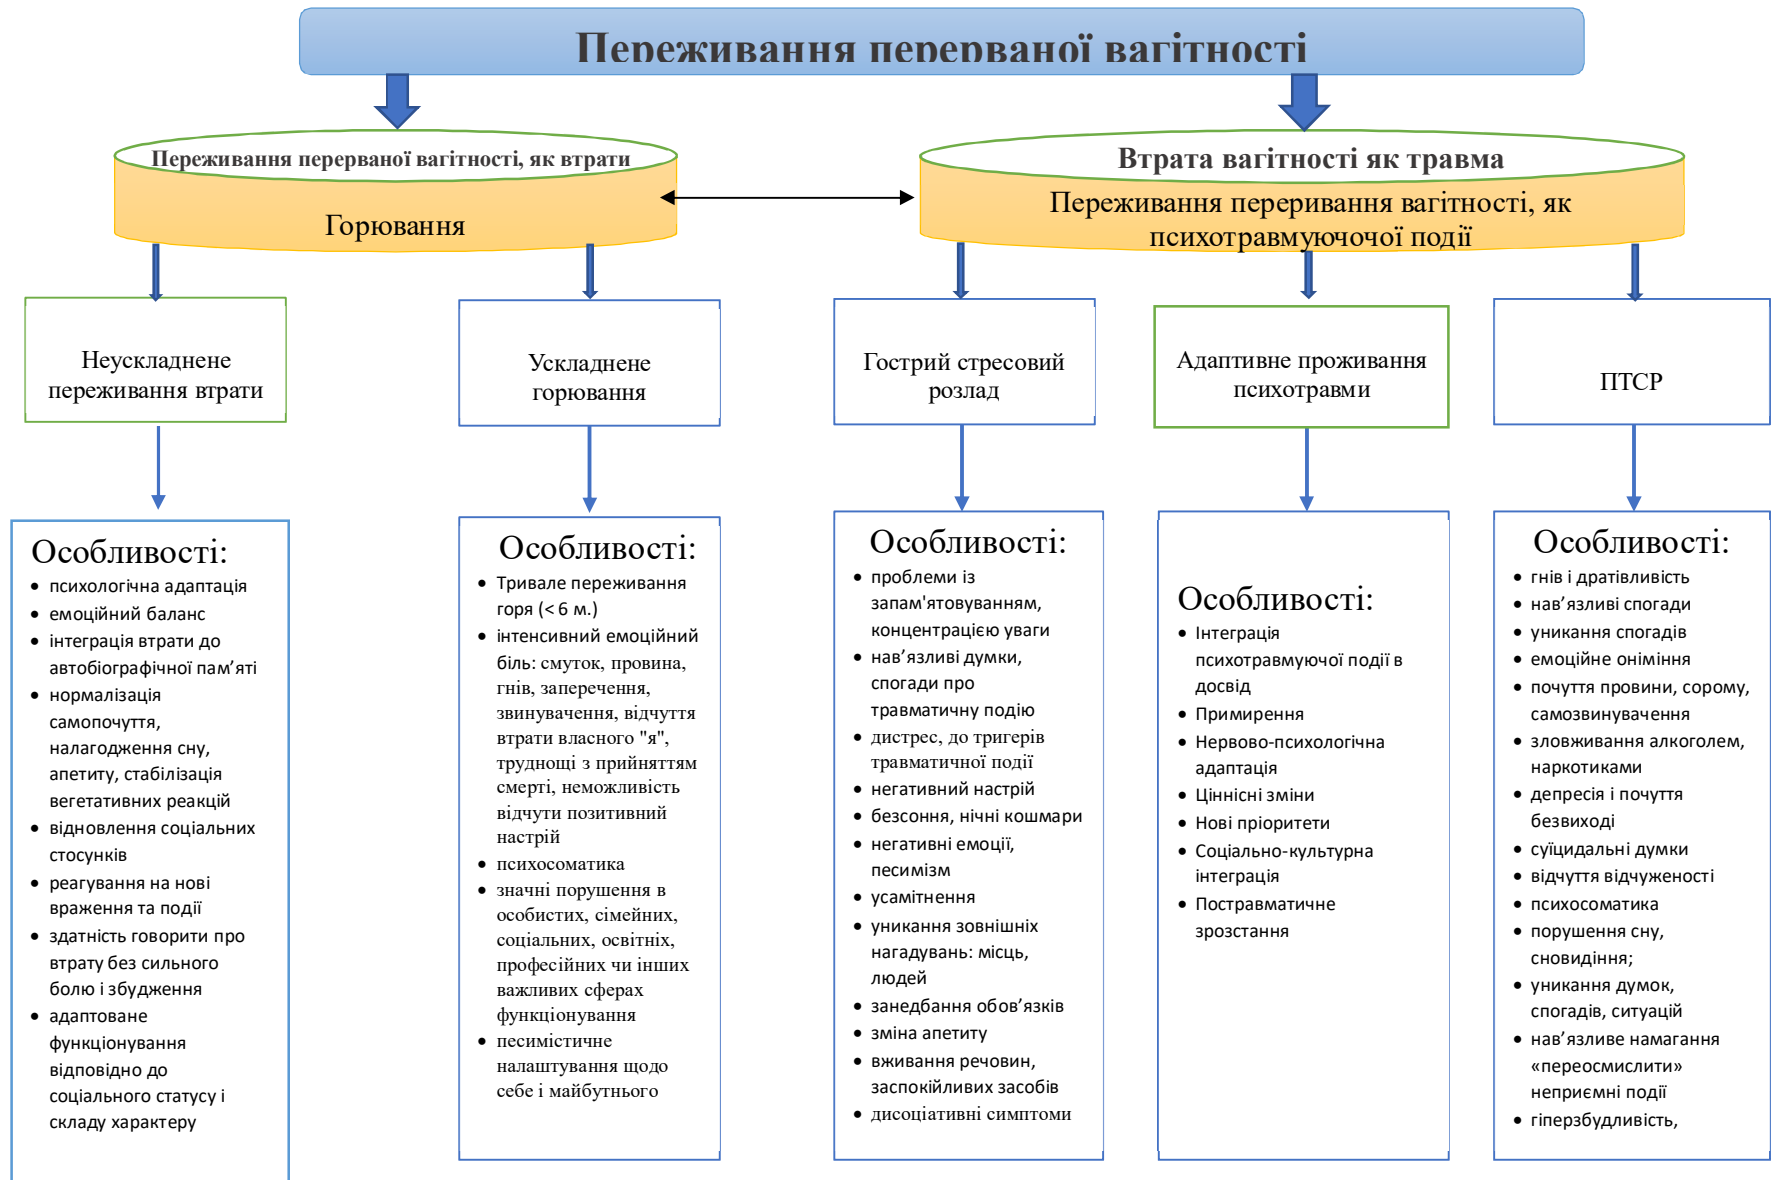 Переживання перерваної вагітності
Переживання перерваної вагітності, як втрати
Горювання
Втрата вагітності як травма
Переживання переривання вагітності, як
психотравмуючочої події
Неускладнене
переживання втрати
Ускладнене
горювання
Гострий стресовий
розлад
Адаптивне проживання
психотравми
ПТСР
Особливості:
• психологічна адаптація
• емоційний баланс
• інтеграція втрати до
автобіографічної пам’яті
• нормалізація
самопочуття,
налагодження сну,
апетиту, стабілізація
вегетативних реакцій
• відновлення соціальних
стосунків
• реагування на нові
враження та події
• здатність говорити про
втрату без сильного
болю і збудження
• адаптоване
функціонування
відповідно до
соціального статусу і
складу характеру
Особливості:
• Тривале переживання
горя (< 6 м.)
• інтенсивний емоційний
біль: смуток, провина,
гнів, заперечення,
звинувачення, відчуття
втрати власного "я",
труднощі з прийняттям
смерті, неможливість
відчути позитивний
настрій
• психосоматика
• значні порушення в
особистих, сімейних,
соціальних, освітніх,
професійних чи інших
важливих сферах
функціонування
• песимістичне
налаштування щодо
себе і майбутнього
Особливості:
• проблеми із
запам'ятовуванням,
концентрацією уваги
• нав’язливі думки,
спогади про
травматичну подію
• дистрес, до тригерів
травматичної події
• негативний настрій
• безсоння, нічні кошмари
• негативні емоції,
песимізм
• усамітнення
• уникання зовнішніх
нагадувань: місць,
людей
• занедбання обов’язків
• зміна апетиту
• вживання речовин,
заспокійливих засобів
• дисоціативні симптоми
Особливості:
• Інтеграція
психотравмуючої події в
досвід
• Примирення
• Нервово-психологічна
адаптація
• Ціннісні зміни
• Нові пріоритети
• Соціально-культурна
інтеграція
• Постравматичне
зрозстання
Особливості:
• гнів і дратівливість
• нав’язливі спогади
• уникання спогадів
• емоційне оніміння
• почуття провини, сорому,
самозвинувачення
• зловживання алкоголем,
наркотиками
• депресія і почуття
безвиході
• суїцидальні думки
• відчуття відчуженості
• психосоматика
• порушення сну,
сновидіння;
• уникання думок,
спогадів, ситуацій
• нав’язливе намагання
«переосмислити»
неприємні події
• гіперзбудливість,